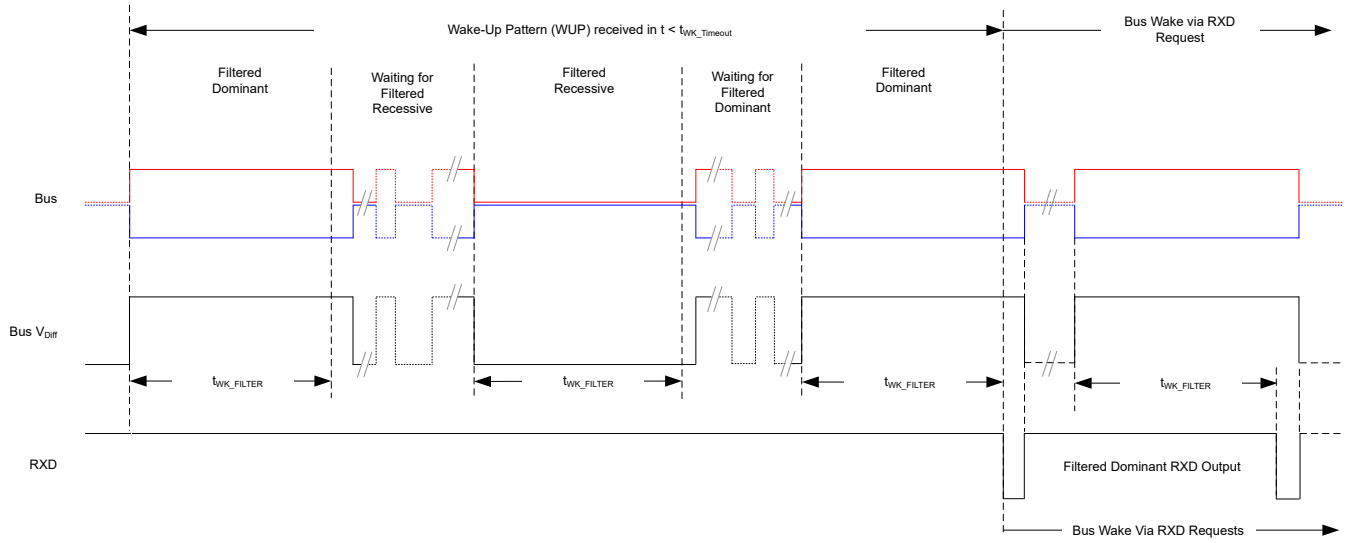 Wake-Up Pattern (WUP) received in t < tWK_Timeout
Bus Wake via RXD
Request
Filtered
Dominant
Waiting for
Filtered
Recessive
Filtered
Recessive
Waiting for
Filtered
Dominant
Filtered
Dominant
Bus
Bus VDiff
tWK_FILTER
tWK_FILTER
tWK_FILTER
tWK_FILTER
RXD
Filtered Dominant RXD Output
Bus Wake Via RXD Requests